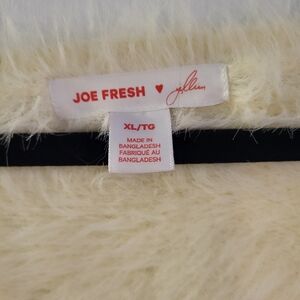 JOE FRESH ♥
XL/TG
MADE IN
BANGLADESH
FABRIQUÉ AU
BANGLADESH